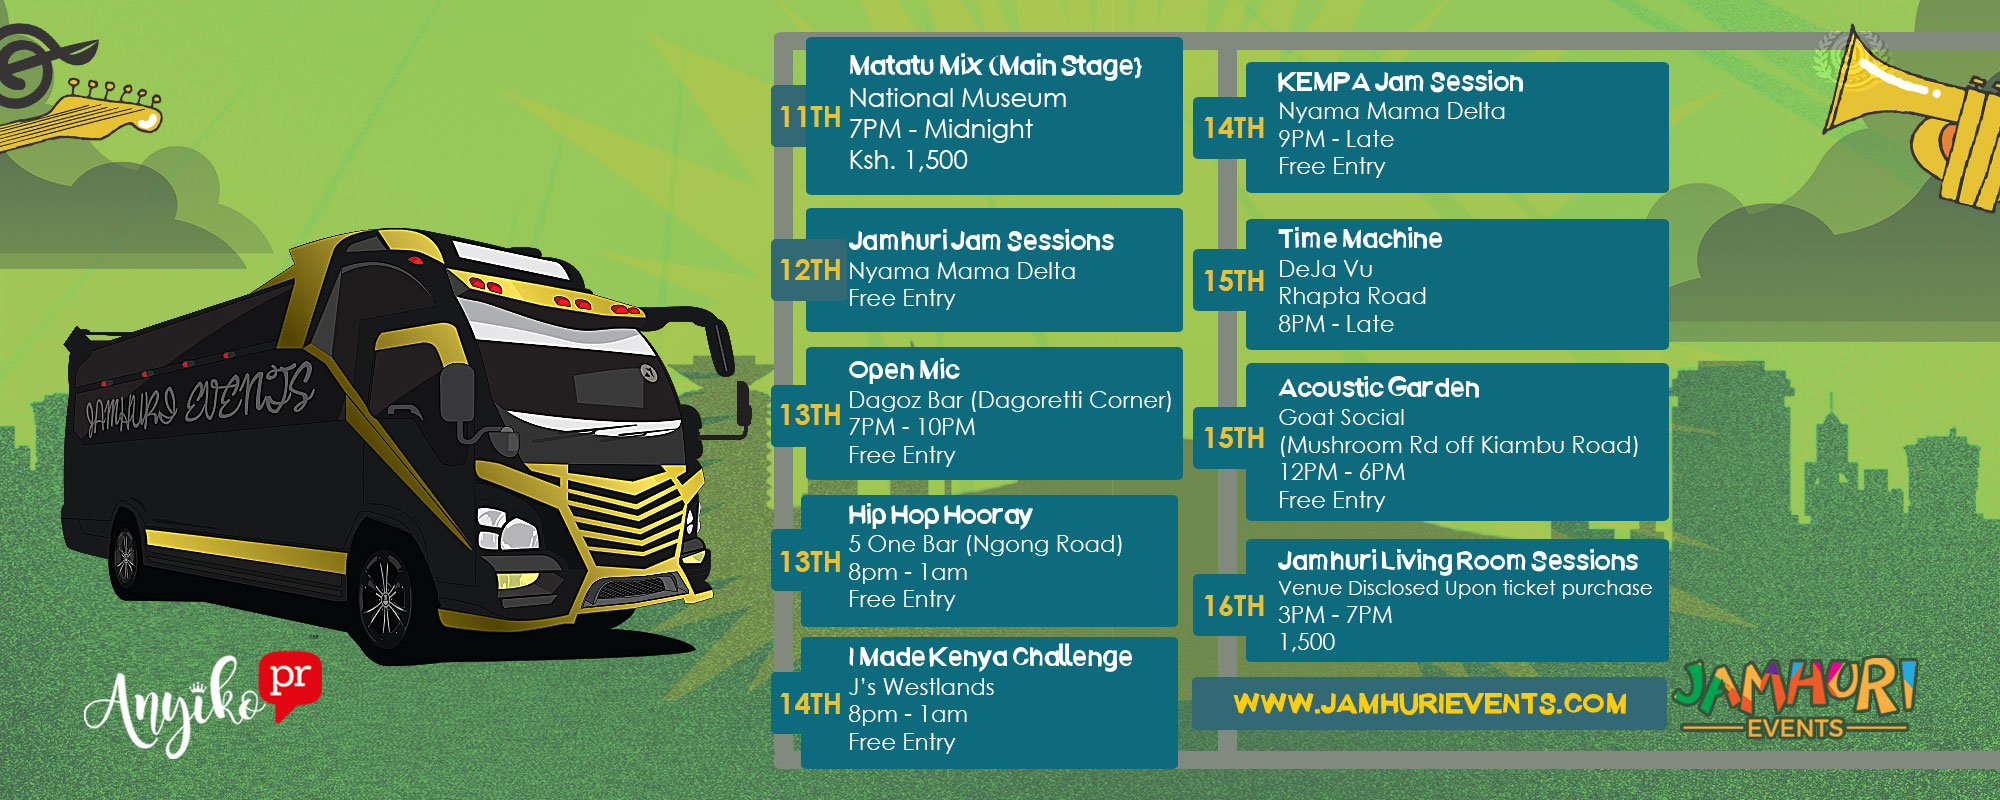 JAMHURI EVENTS
Anyiko pr
11TH
Matatu Mix (Main Stage)
National Museum
7PM - Midnight
Ksh. 1,500
12TH
Jamhuri Jam Sessions
Nyama Mama Delta
Free Entry
13TH
Open Mic
Dagoz Bar (Dagoretti Corner)
7PM - 10PM
Free Entry
13TH
Hip Hop Hooray
5 One Bar (Ngong Road)
8pm - 1am
Free Entry
14TH
I Made Kenya Challenge
J's Westlands
8pm - 1am
Free Entry
14TH
KEMPA Jam Session
Nyama Mama Delta
9PM - Late
Free Entry
15TH
Time Machine
DeJa Vu
Rhapta Road
8PM - Late
15TH
Acoustic Garden
Goat Social
(Mushroom Rd off Kiambu Road)
12PM - 6PM
Free Entry
16TH
Jamhuri Living Room Sessions
Venue Disclosed Upon ticket purchase
3PM - 7PM
1,500
WWW.JAMHURIEVENTS.COM
JAMHURI
EVENTS